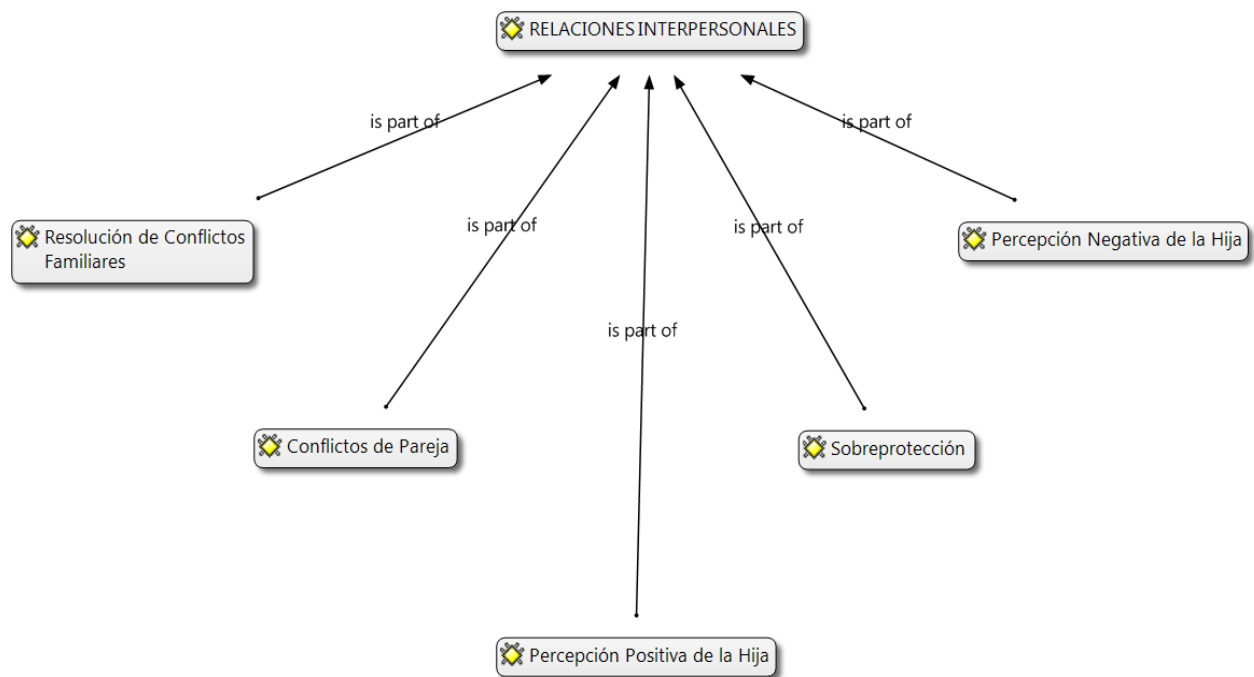 RELACIONES INTERPERSONALES
is part of
is part of
is part of
is part of
is part of
Resolución de Conflictos
Familiares
Percepción Negativa de la Hija
Conflictos de Pareja
Sobreprotección
Percepción Positiva de la Hija